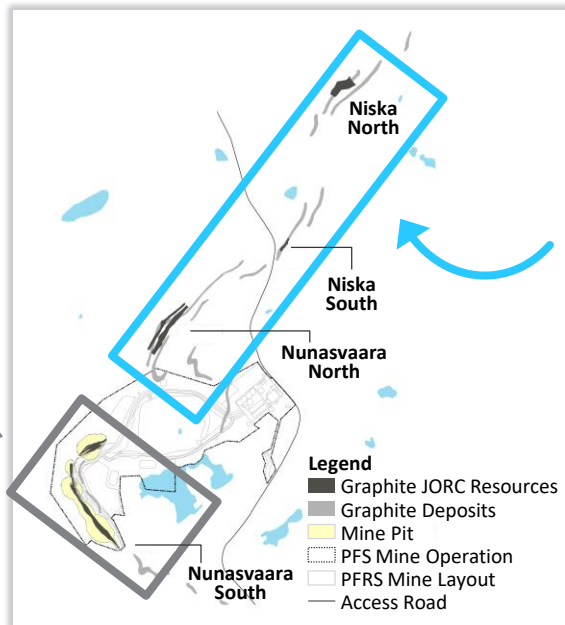 Niska
North
Niska
South
Nunasvaara
North
Nunasvaara
South
Legend
Graphite JORC Resources
Graphite Deposits
Mine Pit
PFS Mine Operation
PFRS Mine Layout
Access Road